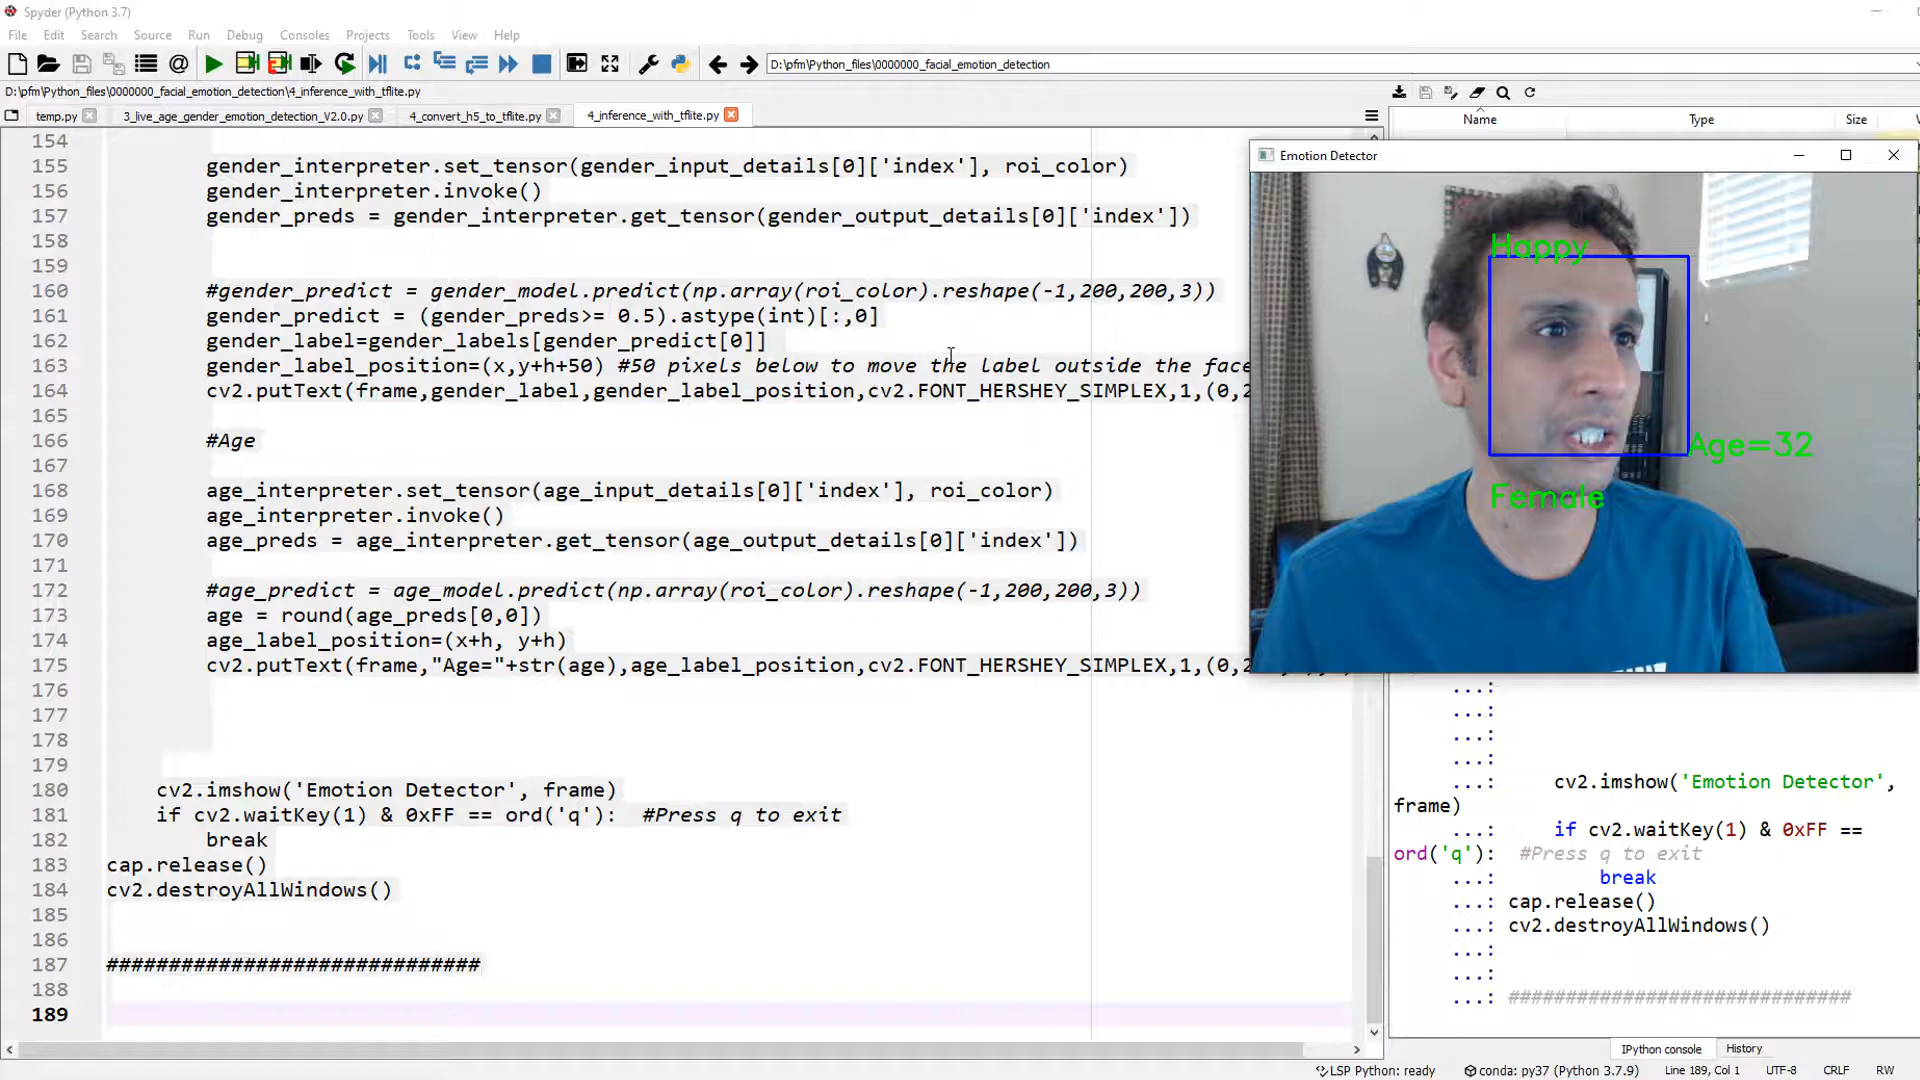 Spyder (Python 3.7)
File Edit Search Source Run Debug Consoles Projects Tools View Help
D:\pfm\Python_files\0000000_facial_emotion_detection
D:\pfm\Python_files\0000000_facial_emotion_detection\4_inference_with_tflite.py
temp.py 3_live_age_gender_emotion_detection_V2.0.py 4_convert_h5_to_tflite.py 4_inference_with_tflite.py
154
155 gender_interpreter.set_tensor(gender_input_details[0]['index'], roi_color)
156 gender_interpreter.invoke()
157 gender_preds = gender_interpreter.get_tensor(gender_output_details[0]['index'])
158
159
160 #gender_predict = gender_model.predict(np.array(roi_color).reshape(-1,200,200,3))
161 gender_predict = (gender_preds>= 0.5).astype(int)[:,0]
162 gender_label=gender_labels[gender_predict[0]]
163 gender_label_position=(x,y+h+50) #50 pixels below to move the label outside the face
164 cv2.putText(frame,gender_label,gender_label_position,cv2.FONT_HERSHEY_SIMPLEX,1,(0,2
165
166 #Age
167
168 age_interpreter.set_tensor(age_input_details[0]['index'], roi_color)
169 age_interpreter.invoke()
170 age_preds = age_interpreter.get_tensor(age_output_details[0]['index'])
171
172 #age_predict = age_model.predict(np.array(roi_color).reshape(-1,200,200,3))
173 age = round(age_preds[0,0])
174 age_label_position=(x+h, y+h)
175 cv2.putText(frame,"Age="+str(age),age_label_position,cv2.FONT_HERSHEY_SIMPLEX,1,(0,2
176
177
178
179
180 cv2.imshow('Emotion Detector', frame)
181 if cv2.waitKey(1) & 0xFF == ord('q'): #Press q to exit
182 break
183 cap.release()
184 cv2.destroyAllWindows()
185
186
187 ##############################
188
189
Name Type Size
Emotion Detector
Happy
Age=32
Female
...:
...:
...:
...:
...: cv2.imshow('Emotion Detector',
frame)
...: if cv2.waitKey(1) & 0xFF ==
ord('q'): #Press q to exit
...: break
...: cap.release()
...: cv2.destroyAllWindows()
...:
...:
...: ##############################
IPython console History
LSP Python: ready conda: py37 (Python 3.7.9) Line 189, Col 1 UTF-8 CRLF RW